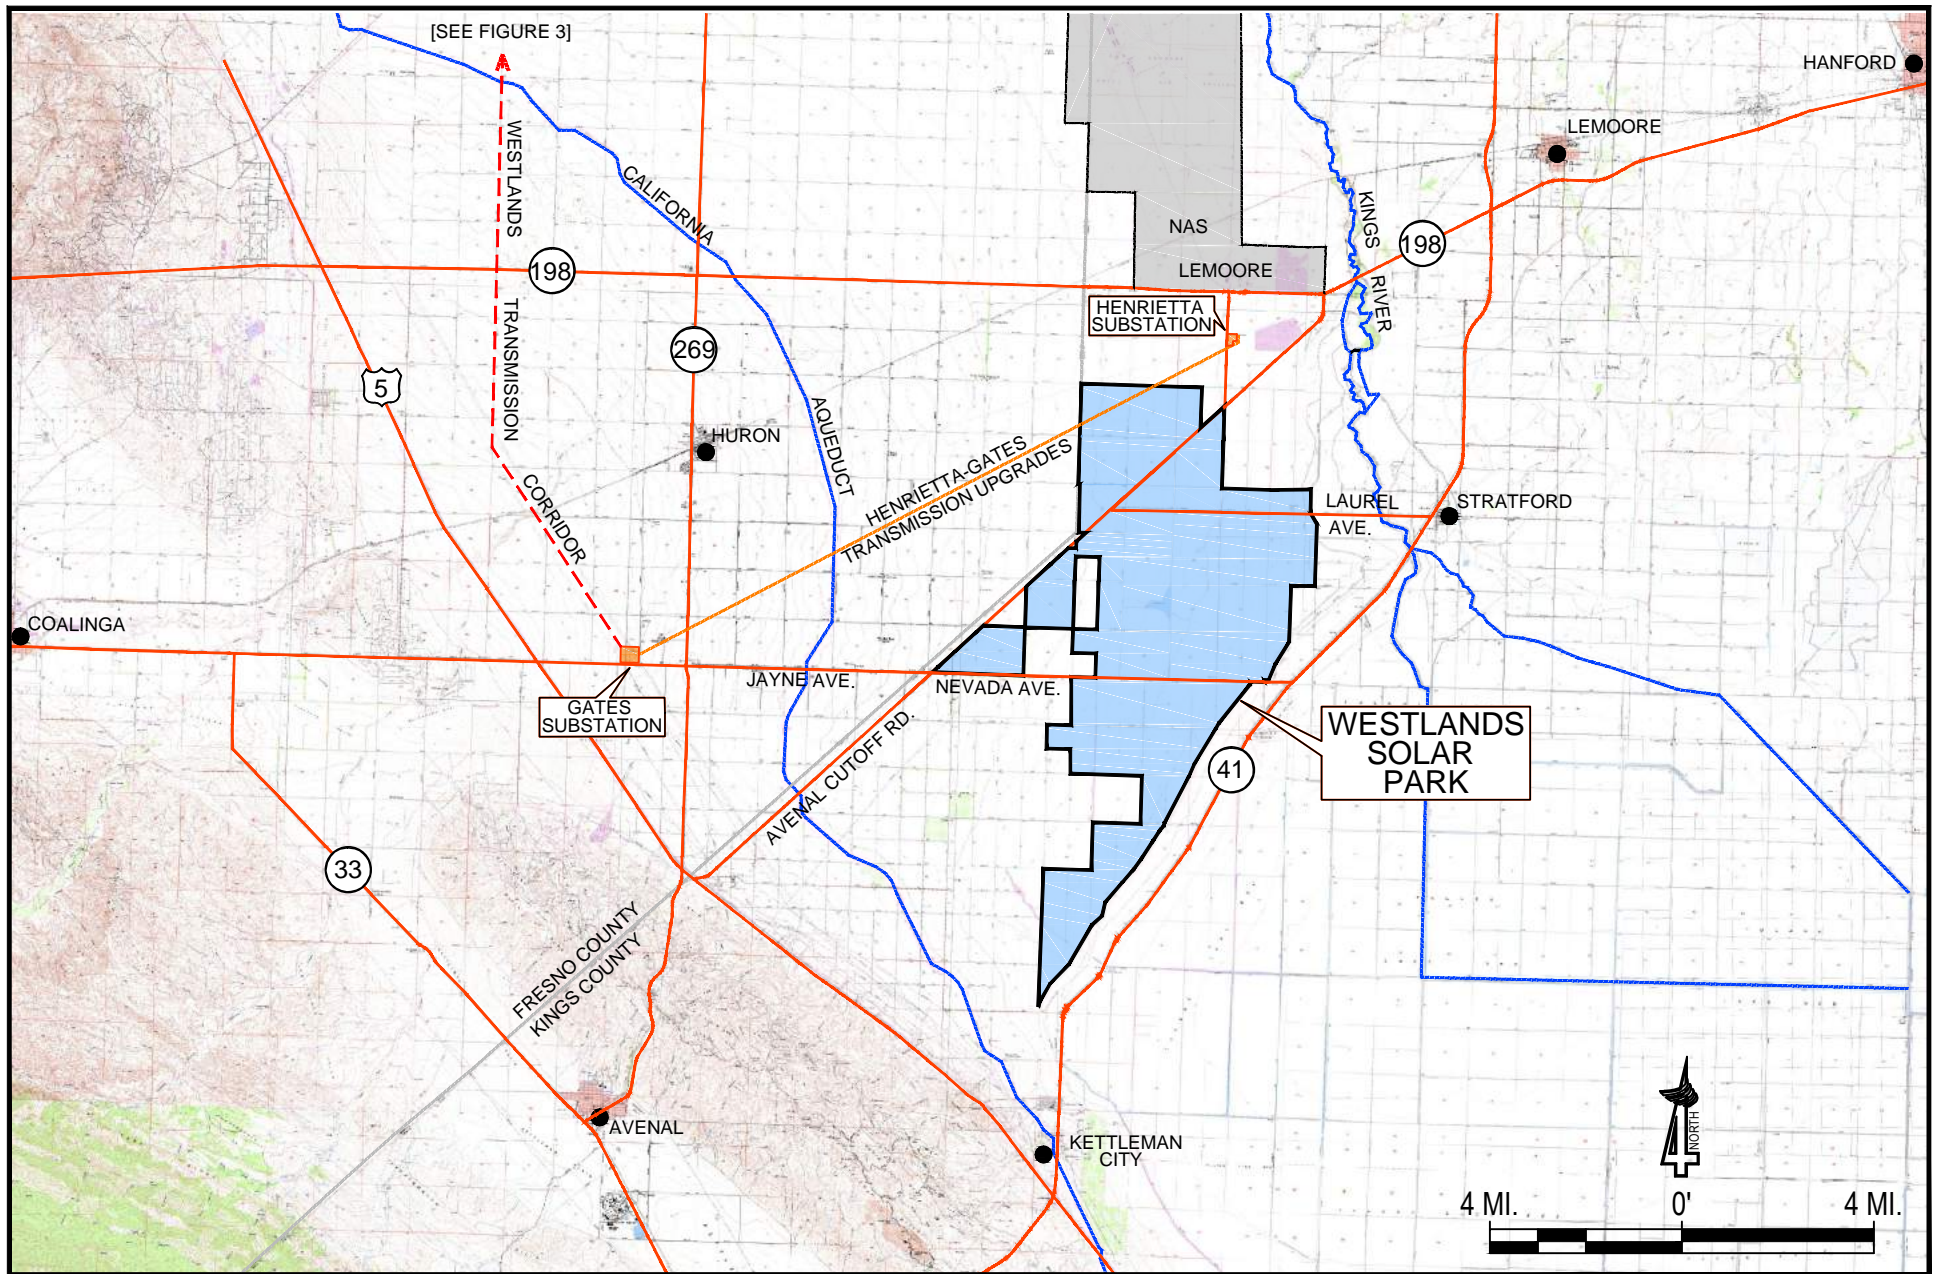 [SEE FIGURE 3]
HANFORD
LEMOORE
WESTLANDS
TRANSMISSION
CORRIDOR
CALIFORNIA
AQUEDUCT
KINGS
RIVER
NAS
LEMOORE
198
198
HENRIETTA
SUBSTATION
269
5
HURON
HENRIETTA-GATES
TRANSMISSION UPGRADES
LAUREL
AVE.
STRATFORD
COALINGA
JAYNE AVE.
NEVADA AVE.
GATES
SUBSTATION
WESTLANDS
SOLAR
PARK
AVENAL CUTOFF RD.
41
33
FRESNO COUNTY
KINGS COUNTY
AVENAL
KETTLEMAN
CITY
NORTH
4 MI.
0'
4 MI.